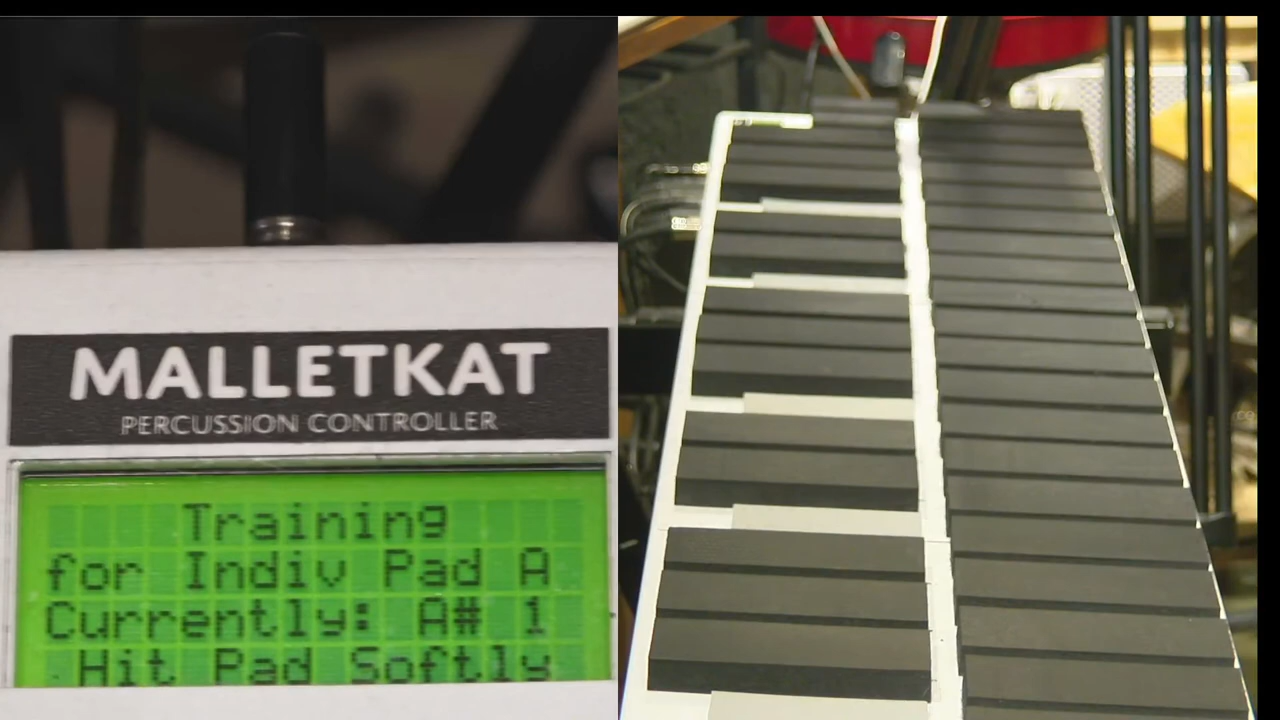 MALLETKAT
PERCUSSION CONTROLLER
Training
for Indiv Pad A
Currently: A# 1
Hit Pad Softly